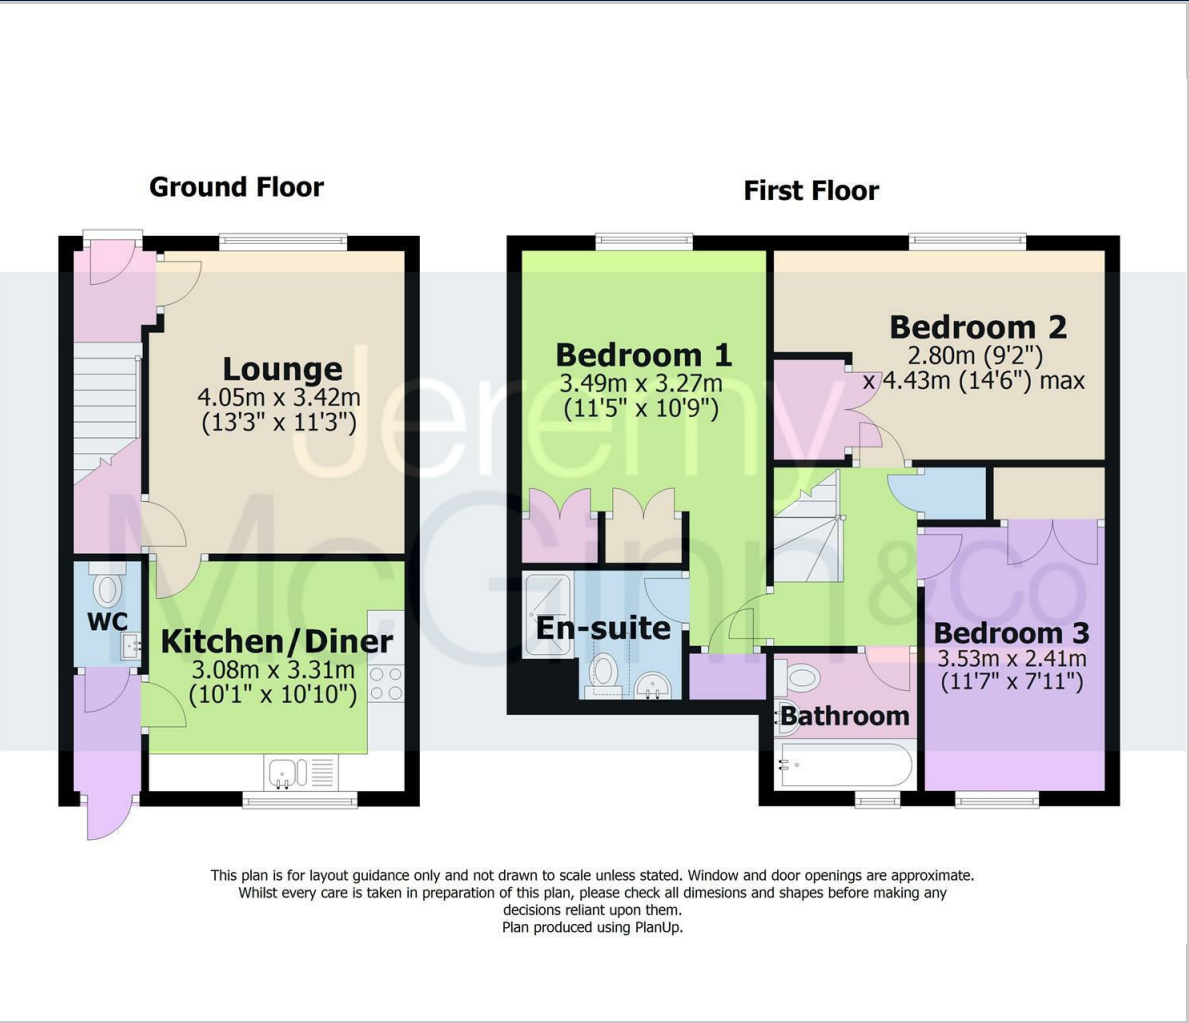 Ground Floor
First Floor
Lounge
4.05m x 3.42m
(13'3" x 11'3")
WC
Kitchen/Diner
3.08m x 3.31m
(10'1" x 10'10")
Bedroom 1
3.49m x 3.27m
(11'5" x 10'9")
Bedroom 2
2.80m (9'2")
x 4.43m (14'6") max
En-suite
Bedroom 3
3.53m x 2.41m
(11'7" x 7'11")
Bathroom
Jeremy
McGinn & Co
This plan is for layout guidance only and not drawn to scale unless stated. Window and door openings are approximate.
Whilst every care is taken in preparation of this plan, please check all dimesions and shapes before making any
decisions reliant upon them.
Plan produced using PlanUp.